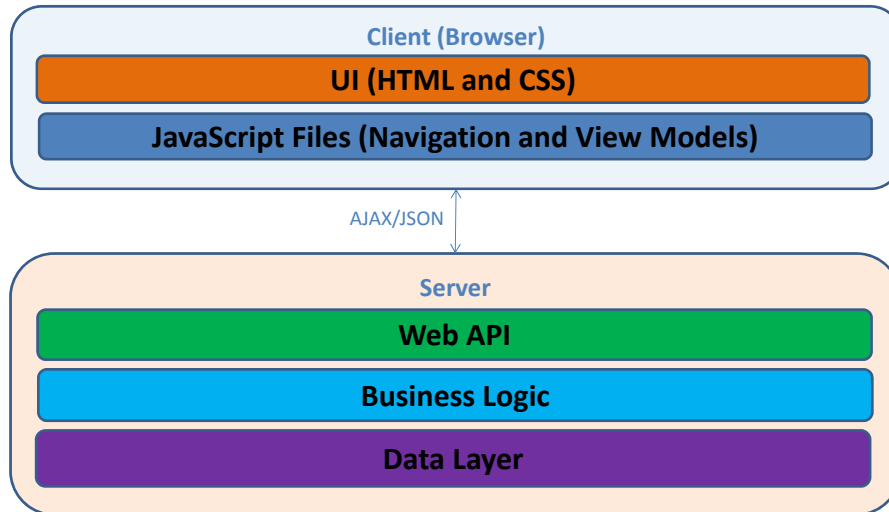 Client (Browser)
UI (HTML and CSS)
JavaScript Files (Navigation and View Models)
AJAX/JSON
Server
Web API
Business Logic
Data Layer